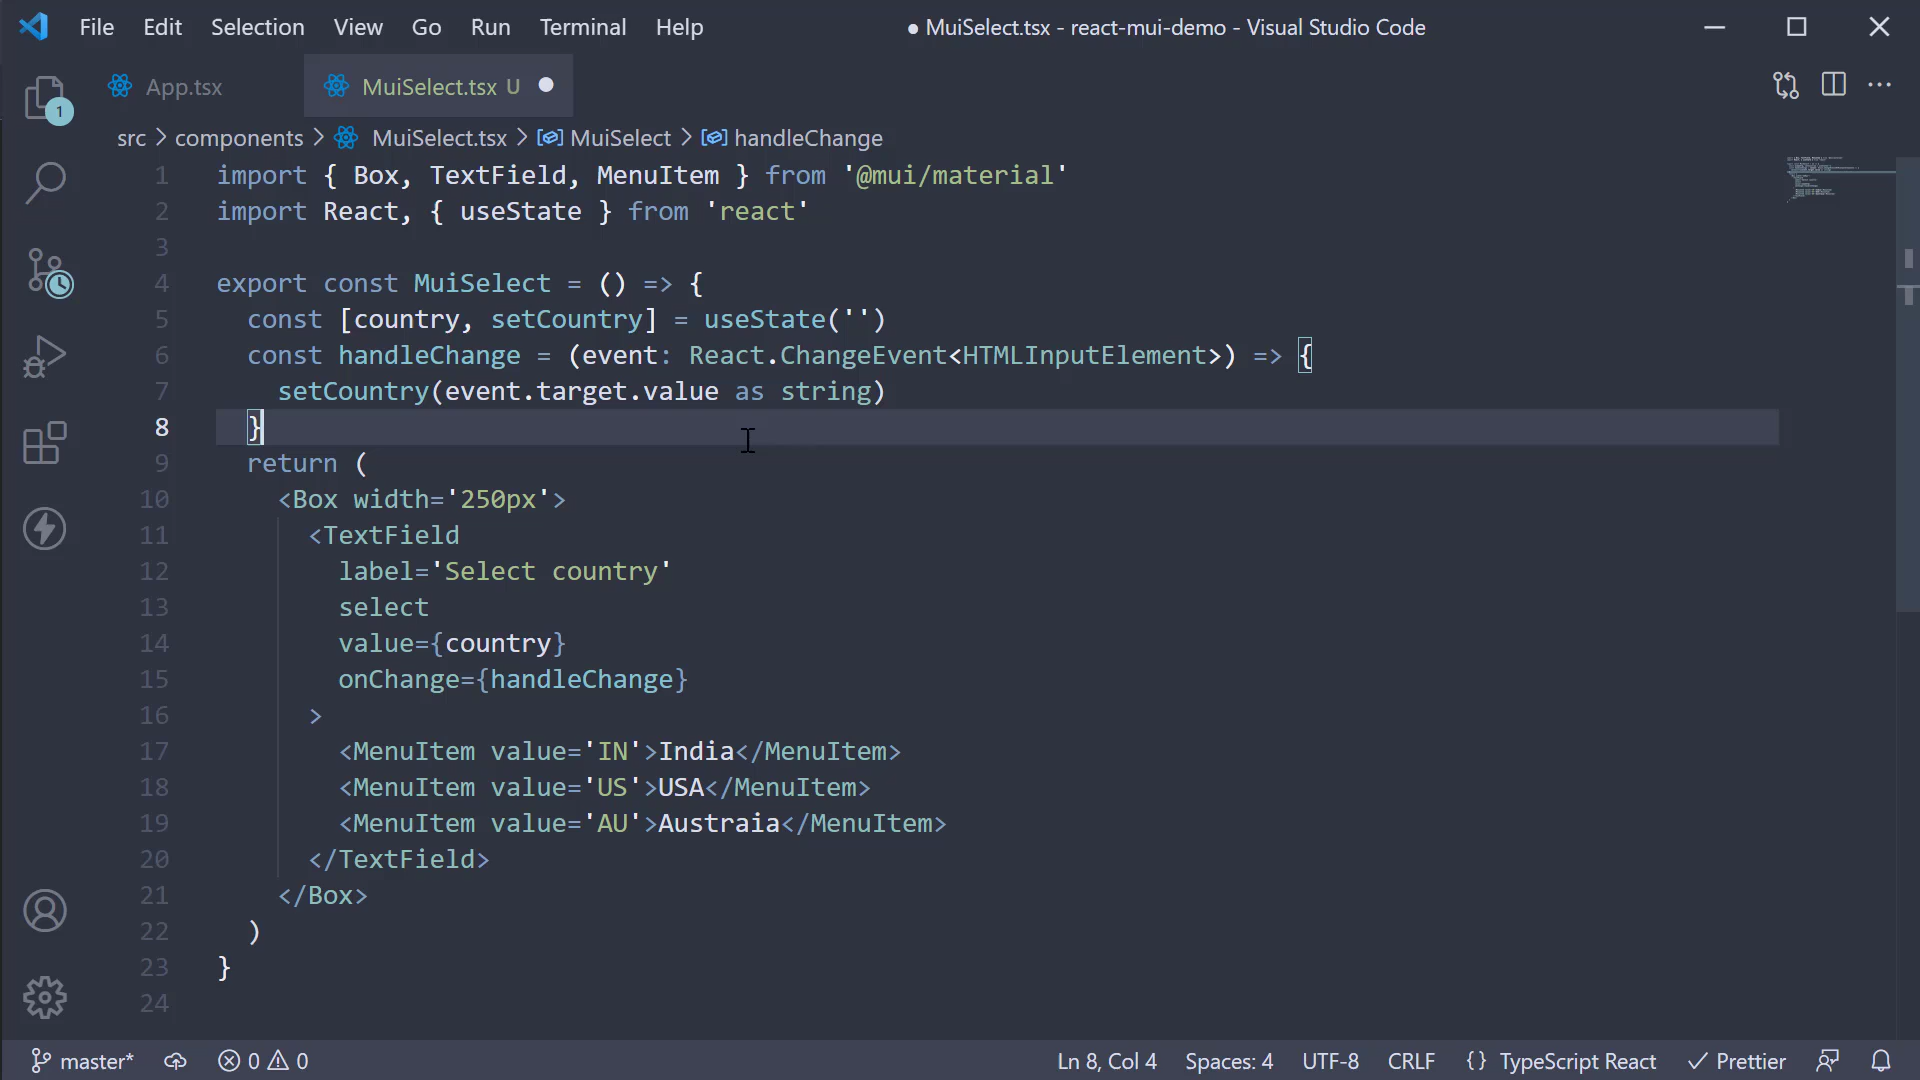 File Edit Selection View Go Run Terminal Help ● MuiSelect.tsx - react-mui-demo - Visual Studio Code
App.tsx MuiSelect.tsx U
1
src > components > MuiSelect.tsx > MuiSelect > handleChange
1 import { Box, TextField, MenuItem } from '@mui/material'
2 import React, { useState } from 'react'
3
4 export const MuiSelect = () => {
5 const [country, setCountry] = useState('')
6 const handleChange = (event: React.ChangeEvent<HTMLInputElement>) => {
7 setCountry(event.target.value as string)
8 }
9 return (
10 <Box width='250px'>
11 <TextField
12 label='Select country'
13 select
14 value={country}
15 onChange={handleChange}
16 >
17 <MenuItem value='IN'>India</MenuItem>
18 <MenuItem value='US'>USA</MenuItem>
19 <MenuItem value='AU'>Austraia</MenuItem>
20 </TextField>
21 </Box>
22 )
23 }
24
master* 0 0 Ln 8, Col 4 Spaces: 4 UTF-8 CRLF {} TypeScript React ✓ Prettier